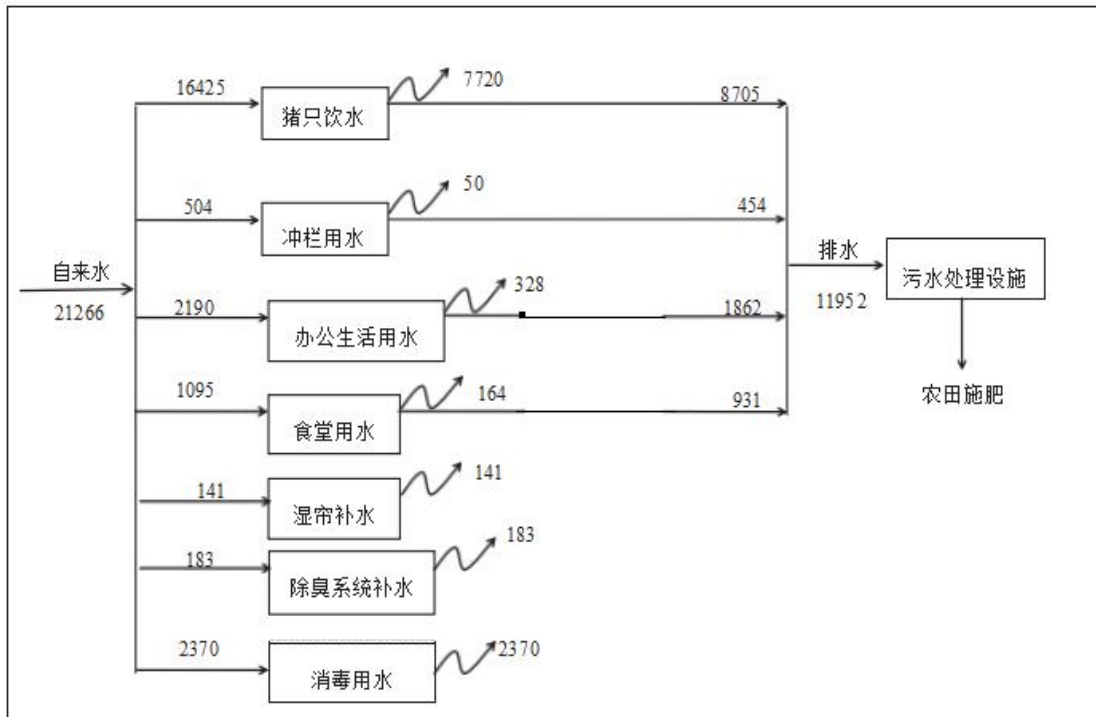 16425
猪只饮水
7720
8705
504
冲栏用水
50
454
自来水
21266
排水
11952
污水处理设施
农田施肥
2190
办公生活用水
328
1862
1095
食堂用水
164
931
141
湿帘补水
141
183
除臭系统补水
183
2370
消毒用水
2370